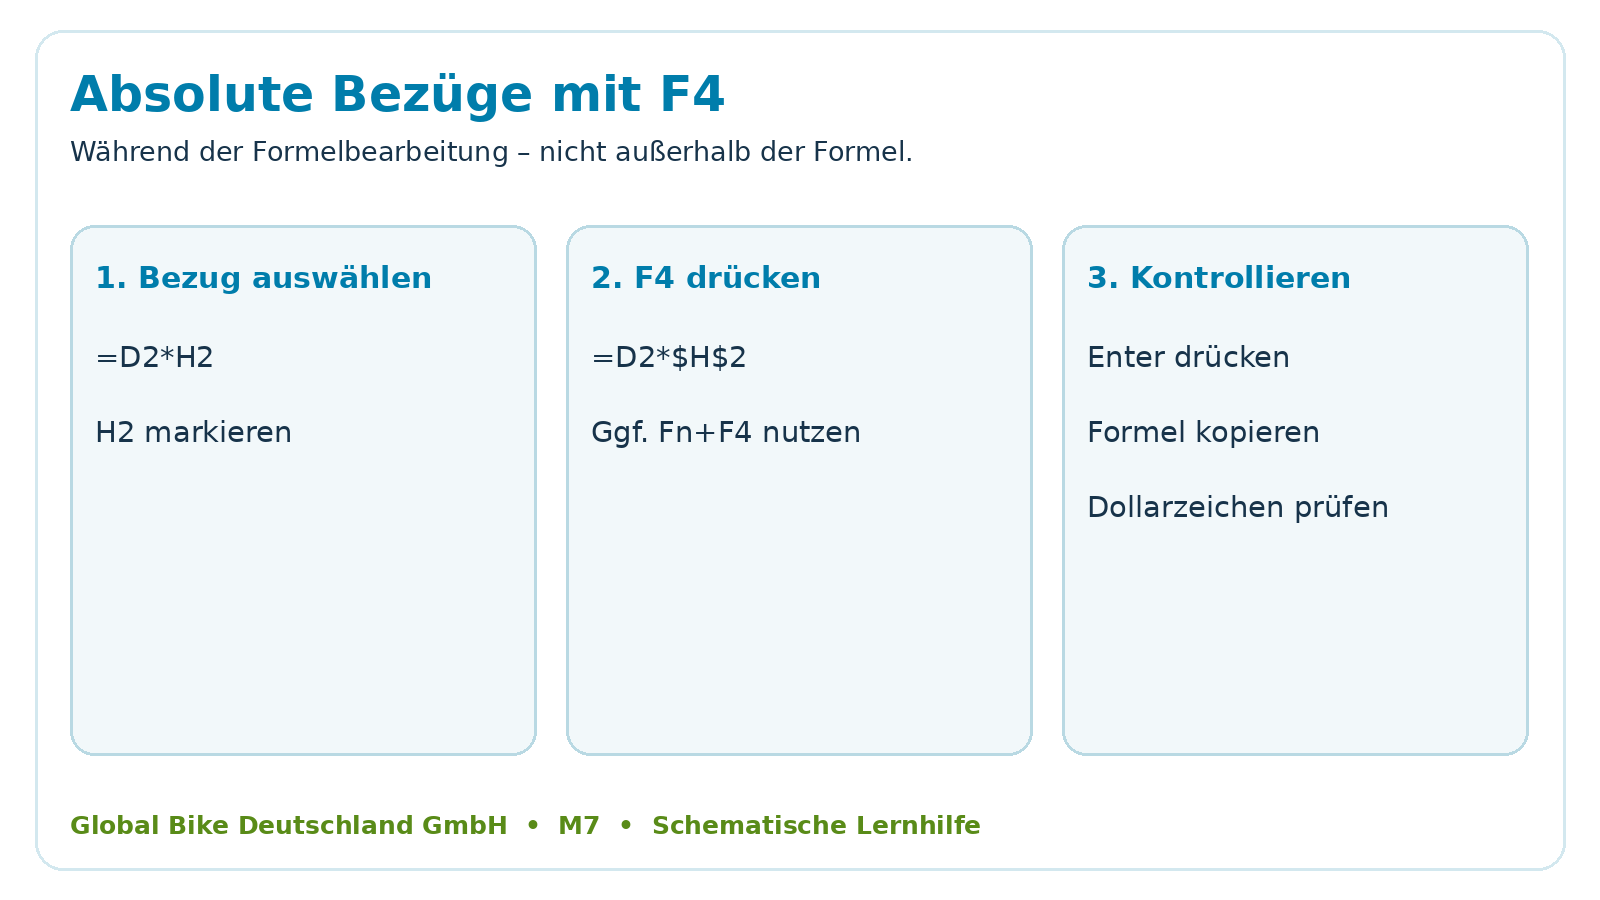 Absolute Bezüge mit F4
Während der Formelbearbeitung – nicht außerhalb der Formel.
1. Bezug auswählen
=D2*H2
H2 markieren
2. F4 drücken
=D2*$H$2
Ggf. Fn+F4 nutzen
3. Kontrollieren
Enter drücken
Formel kopieren
Dollarzeichen prüfen
Global Bike Deutschland GmbH • M7 • Schematische Lernhilfe